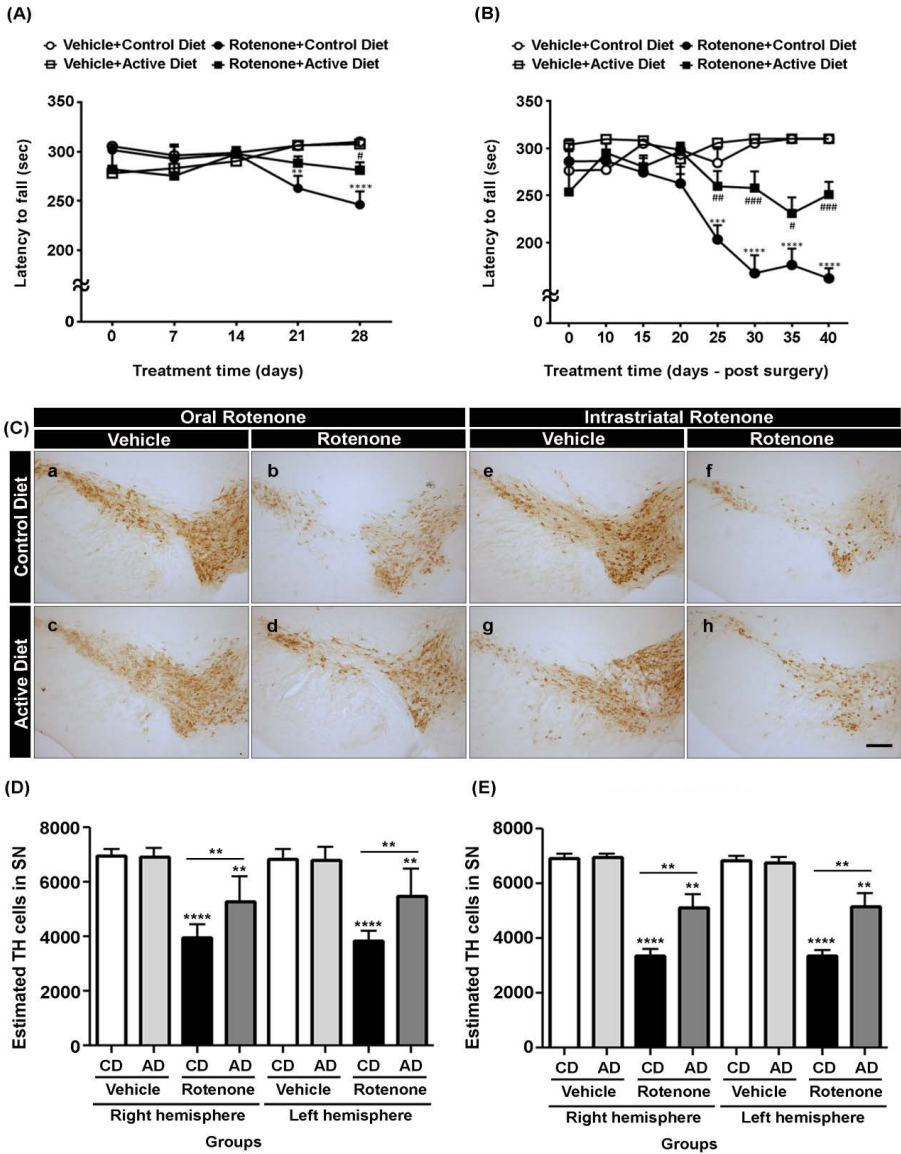 (A)
Vehicle+Control Diet Rotenone+Control Diet
Vehicle+Active Diet Rotenone+Active Diet
Latency to fall (sec)
350
300
250
200
0
#
**
****
0 7 14 21 28
Treatment time (days)
(B)
Vehicle+Control Diet Rotenone+Control Diet
Vehicle+Active Diet Rotenone+Active Diet
Latency to fall (sec)
350
300
250
200
0
## ### # ###
*** **** **** ****
0 10 15 20 25 30 35 40
Treatment time (days - post surgery)
(C)
Oral Rotenone Intrastriatal Rotenone
Vehicle Rotenone Vehicle Rotenone
Control Diet
a b e f
Active Diet
c d g h
(D)
Estimated TH cells in SN
8000
6000
4000
2000
0
** **
** **
**** ****
CD AD CD AD CD AD CD AD
Vehicle Rotenone Vehicle Rotenone
Right hemisphere Left hemisphere
Groups
(E)
Estimated TH cells in SN
8000
6000
4000
2000
0
** **
** **
**** ****
CD AD CD AD CD AD CD AD
Vehicle Rotenone Vehicle Rotenone
Right hemisphere Left hemisphere
Groups